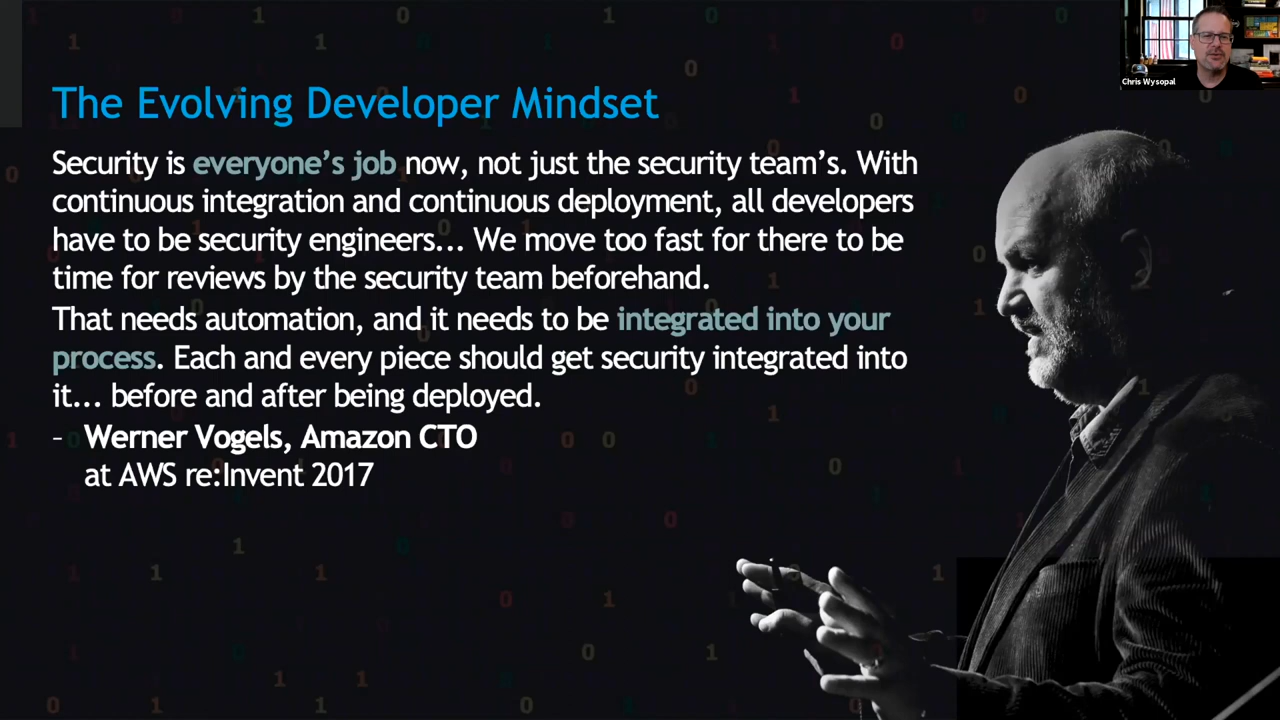 Chris Wysopal
The Evolving Developer Mindset
Security is everyone's job now, not just the security team's. With
continuous integration and continuous deployment, all developers
have to be security engineers... We move too fast for there to be
time for reviews by the security team beforehand.
That needs automation, and it needs to be integrated into your
process. Each and every piece should get security integrated into
it... before and after being deployed.
– Werner Vogels, Amazon CTO
at AWS re:Invent 2017